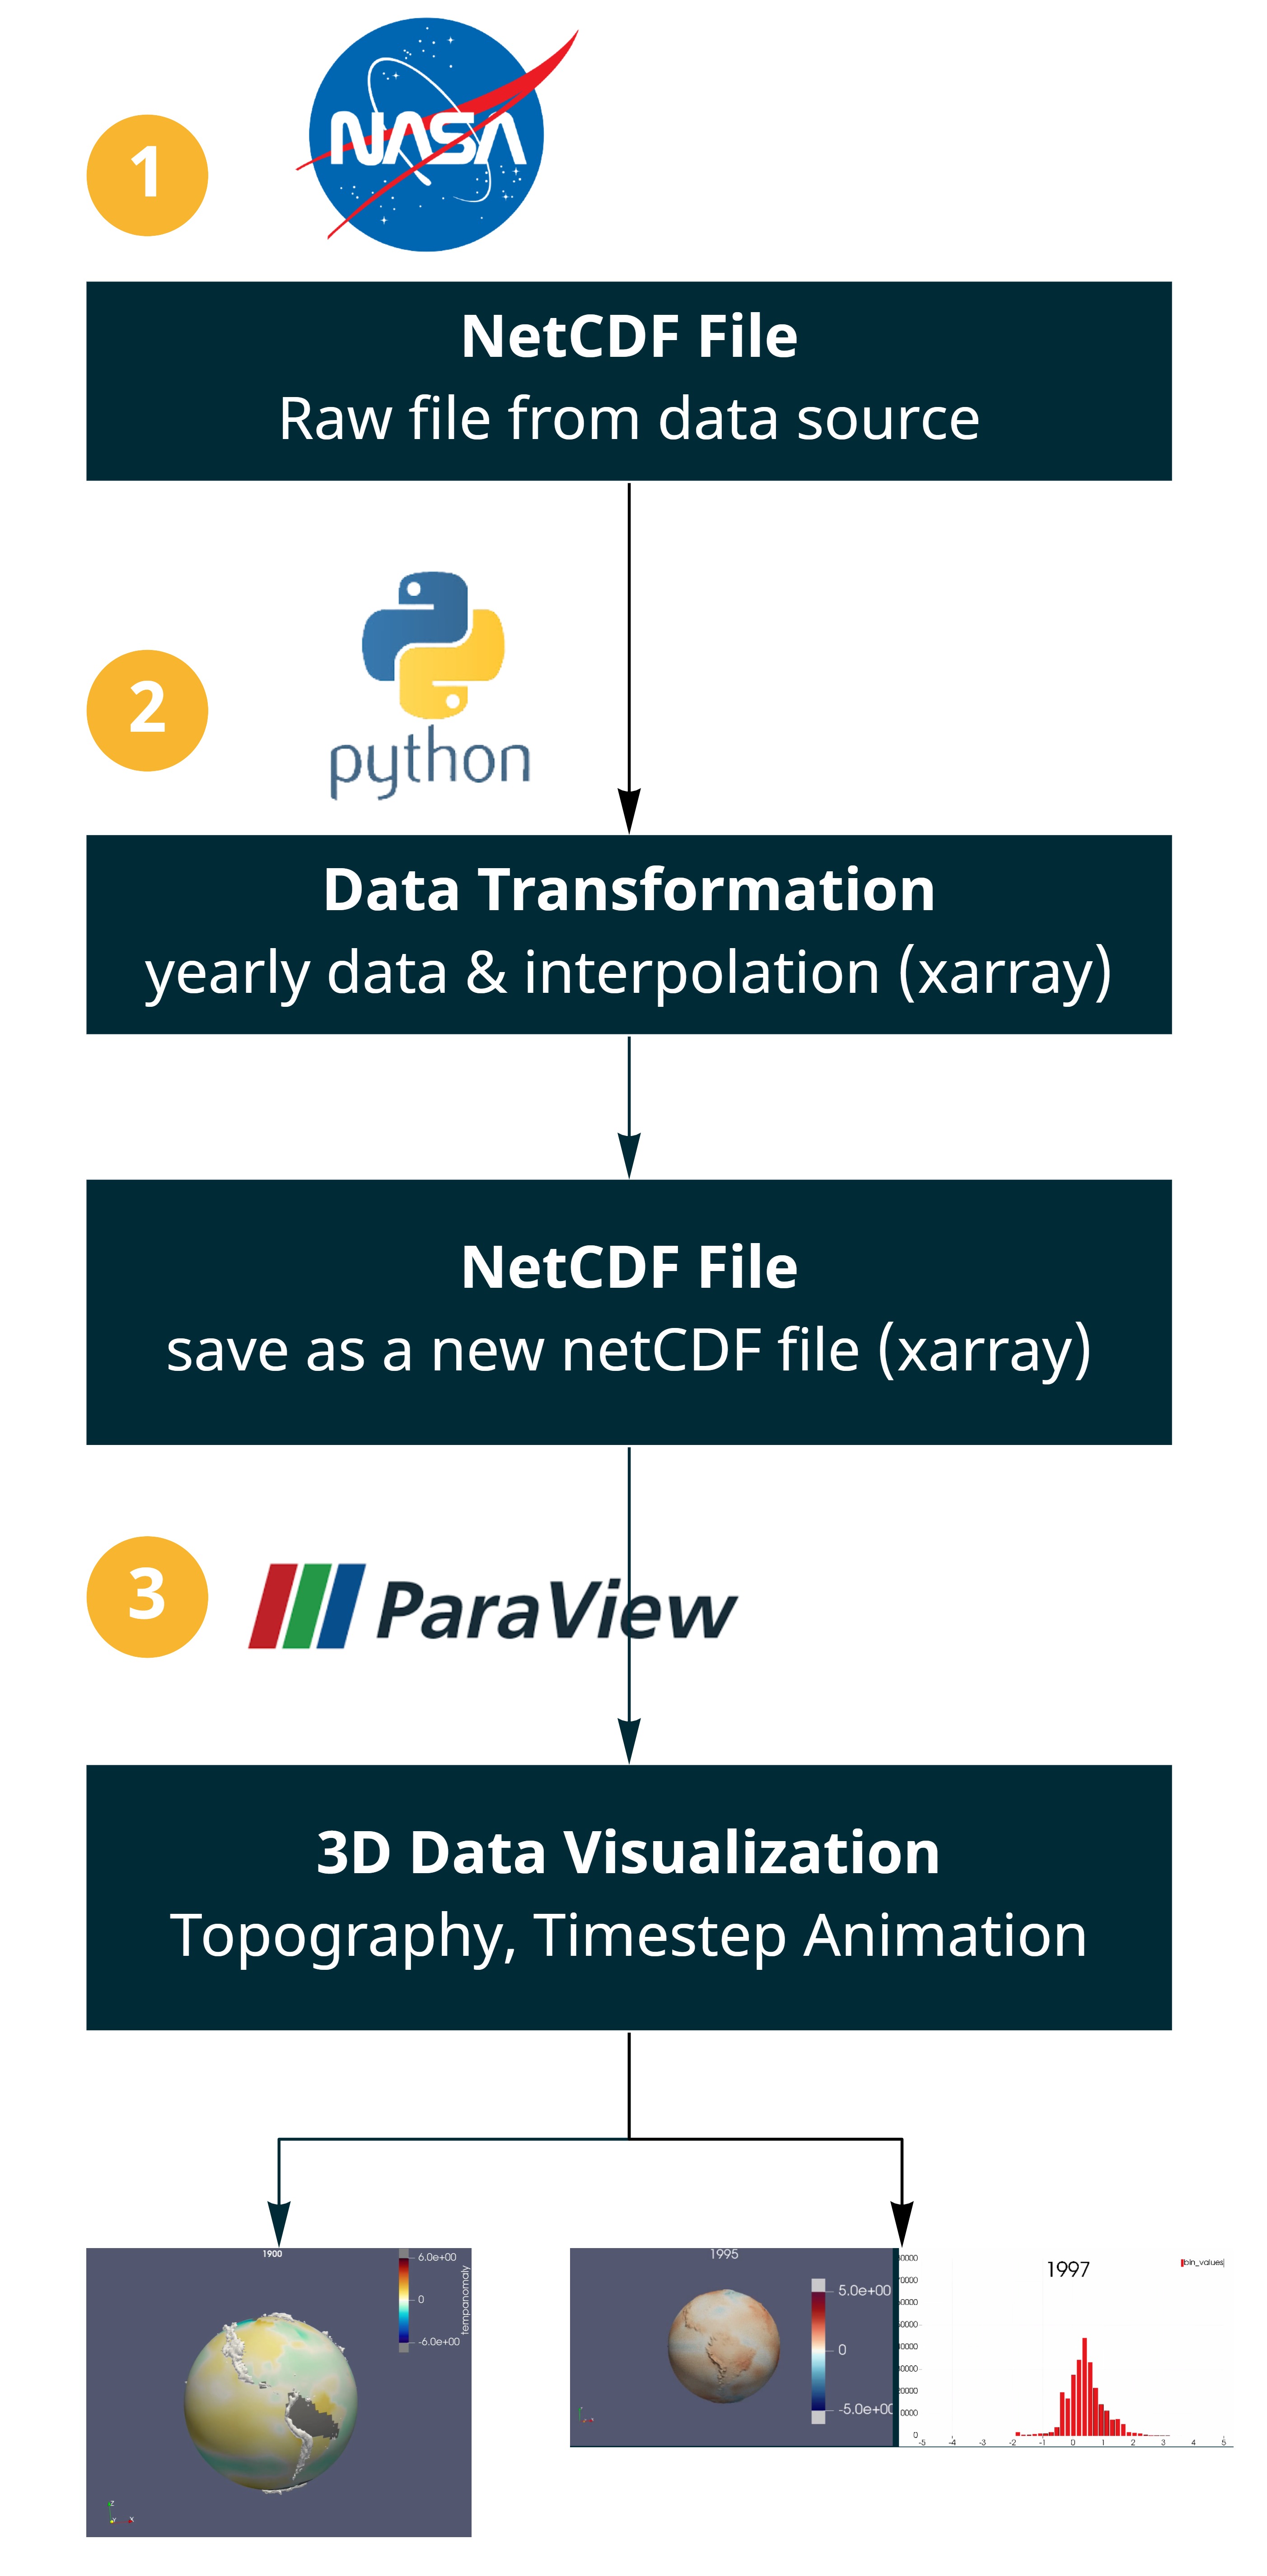 1
NASA
NetCDF File
Raw file from data source
2
python
Data Transformation
yearly data & interpolation (xarray)
NetCDF File
save as a new netCDF file (xarray)
3
ParaView
3D Data Visualization
Topography, Timestep Animation
1900
6.0e+00
0
-6.0e+00
tempanomaly
Z
X
1995
5.0e+00
0
-5.0e+00
1997
bin_values
0
-5 -4 -3 -2 -1 0 1 2 3 4 5